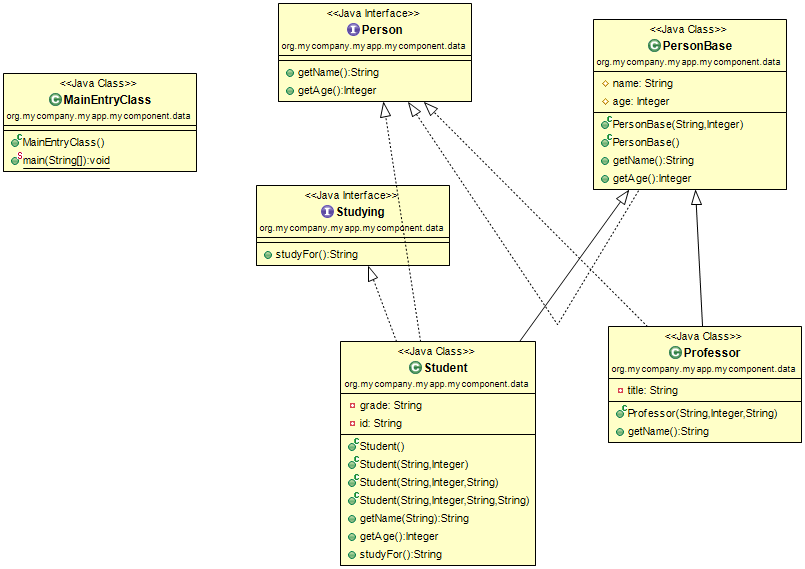 <<Java Interface>>
Person
org.mycompany.myapp.mycomponent.data
getName():String
getAge():Integer
<<Java Class>>
PersonBase
org.mycompany.myapp.mycomponent.data
name: String
age: Integer
PersonBase(String,Integer)
PersonBase()
getName():String
getAge():Integer
<<Java Class>>
MainEntryClass
org.mycompany.myapp.mycomponent.data
MainEntryClass()
main(String[]):void
<<Java Interface>>
Studying
org.mycompany.myapp.mycomponent.data
studyFor():String
<<Java Class>>
Student
org.mycompany.myapp.mycomponent.data
grade: String
id: String
Student()
Student(String,Integer)
Student(String,Integer,String)
Student(String,Integer,String,String)
getName(String):String
getAge():Integer
studyFor():String
<<Java Class>>
Professor
org.mycompany.myapp.mycomponent.data
title: String
Professor(String,Integer,String)
getName():String